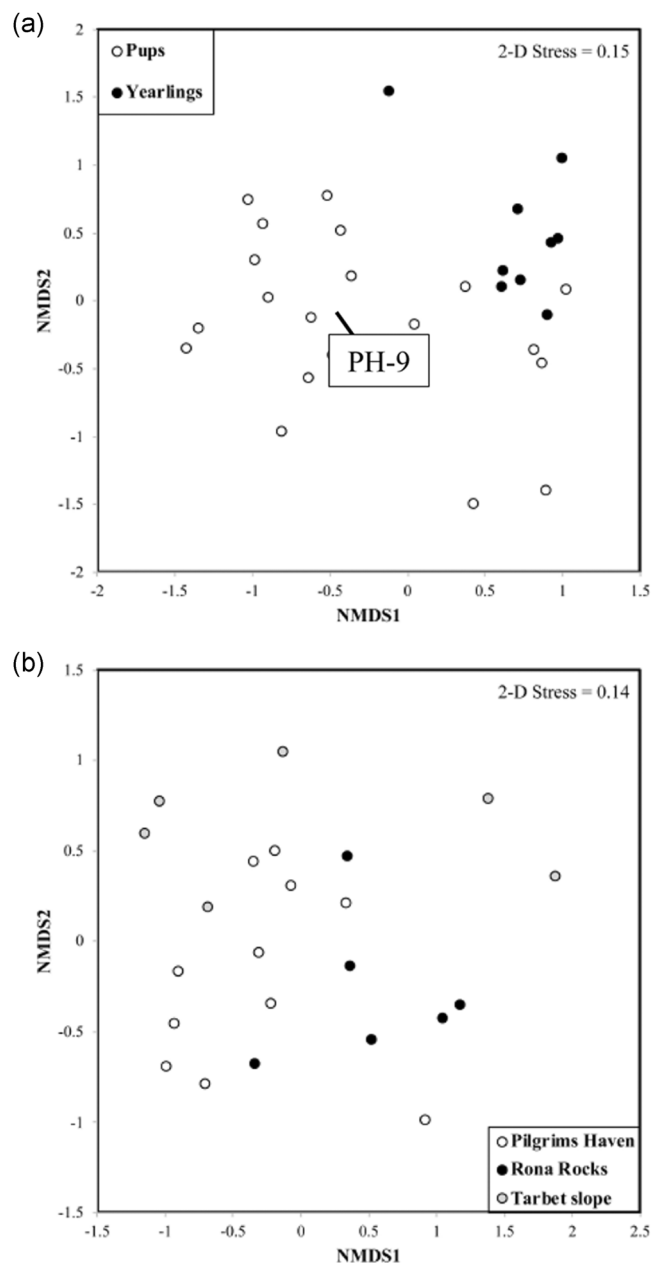 (a)
2
Pups
Yearlings
2-D Stress = 0.15
1.5
1
0.5
NMDS2
0
PH-9
-0.5
-1
-1.5
-2
-2 -1.5 -1 -0.5 0 0.5 1 1.5
NMDS1
(b)
1.5
2-D Stress = 0.14
1
0.5
NMDS2
0
-0.5
-1
Pilgrims Haven
Rona Rocks
Tarbet slope
-1.5
-1.5 -1 -0.5 0 0.5 1 1.5 2 2.5
NMDS1